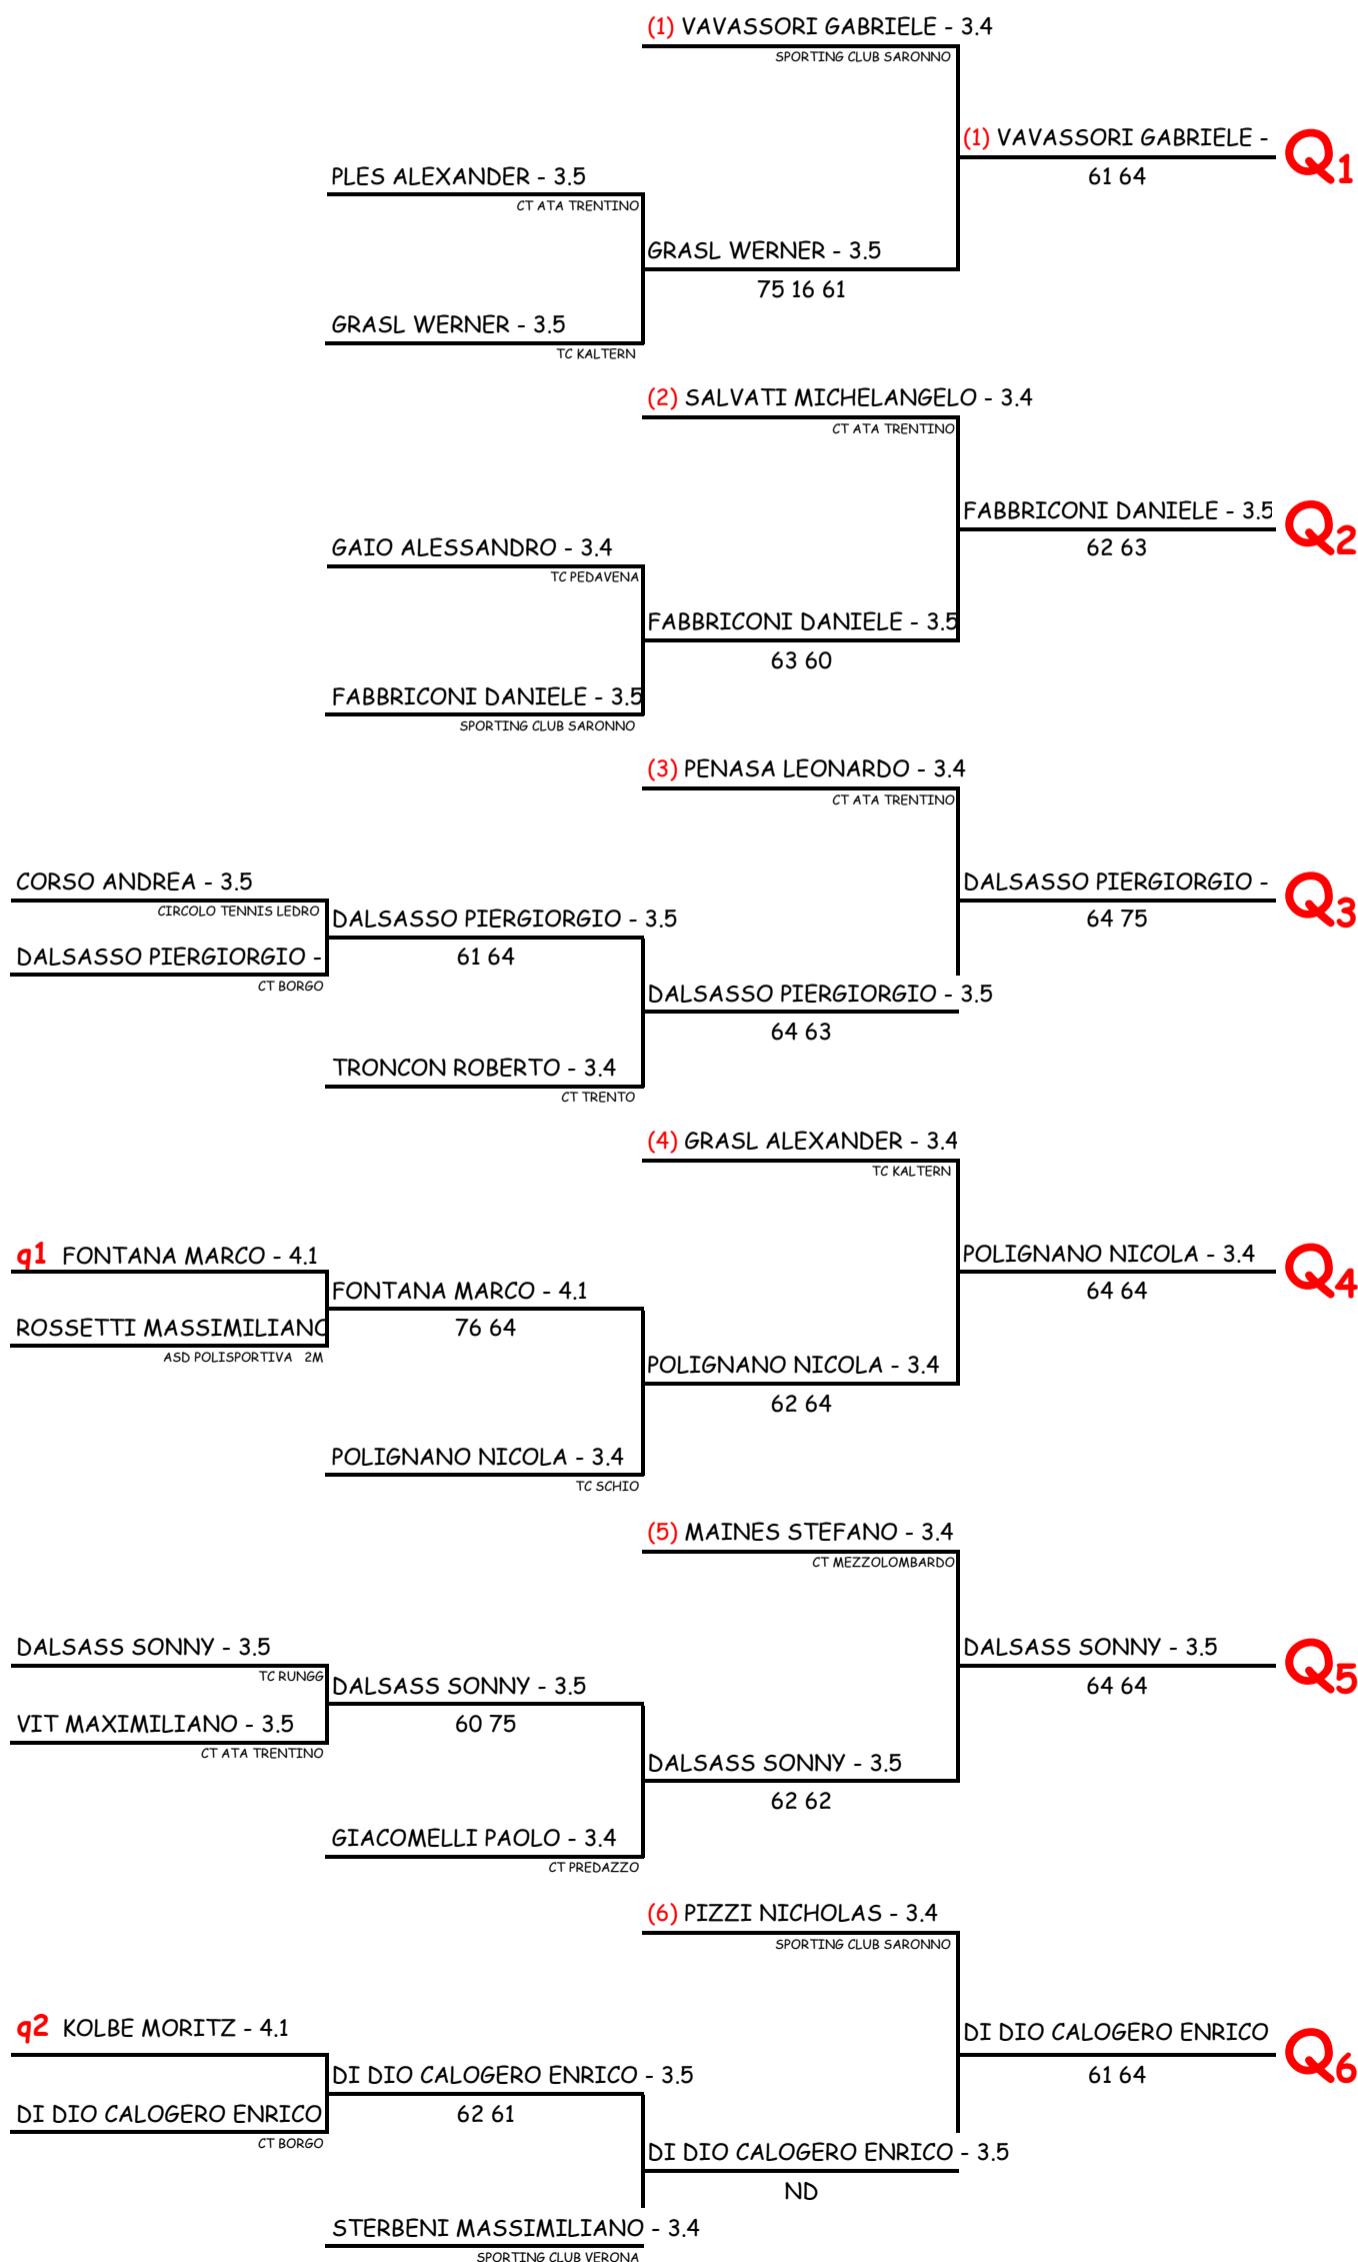 (1) VAVASSORI GABRIELE - 3.4
SPORTING CLUB SARONNO
(1) VAVASSORI GABRIELE -
Q1
61 64
PLES ALEXANDER - 3.5
CT ATA TRENTINO
GRASL WERNER - 3.5
75 16 61
GRASL WERNER - 3.5
TC KALTERN
(2) SALVATI MICHELANGELO - 3.4
CT ATA TRENTINO
FABBRICONI DANIELE - 3.5
Q2
62 63
GAIO ALESSANDRO - 3.4
TC PEDAVENA
FABBRICONI DANIELE - 3.5
63 60
FABBRICONI DANIELE - 3.5
SPORTING CLUB SARONNO
(3) PENASA LEONARDO - 3.4
CT ATA TRENTINO
CORSO ANDREA - 3.5
CIRCOLO TENNIS LEDRO
DALSASSO PIERGIORGIO -
Q3
64 75
DALSASSO PIERGIORGIO - 3.5
61 64
DALSASSO PIERGIORGIO -
CT BORGO
DALSASSO PIERGIORGIO - 3.5
64 63
TRONCON ROBERTO - 3.4
CT TRENTO
(4) GRASL ALEXANDER - 3.4
TC KALTERN
q1 FONTANA MARCO - 4.1
POLIGNANO NICOLA - 3.4
Q4
64 64
FONTANA MARCO - 4.1
76 64
ROSSETTI MASSIMILIANO
ASD POLISPORTIVA 2M
POLIGNANO NICOLA - 3.4
62 64
POLIGNANO NICOLA - 3.4
TC SCHIO
(5) MAINES STEFANO - 3.4
CT MEZZOLOMBARDO
DALSASS SONNY - 3.5
TC RUNGG
DALSASS SONNY - 3.5
Q5
64 64
DALSASS SONNY - 3.5
60 75
VIT MAXIMILIANO - 3.5
CT ATA TRENTINO
DALSASS SONNY - 3.5
62 62
GIACOMELLI PAOLO - 3.4
CT PREDAZZO
(6) PIZZI NICHOLAS - 3.4
SPORTING CLUB SARONNO
q2 KOLBE MORITZ - 4.1
DI DIO CALOGERO ENRICO
Q6
61 64
DI DIO CALOGERO ENRICO - 3.5
62 61
DI DIO CALOGERO ENRICO
CT BORGO
DI DIO CALOGERO ENRICO - 3.5
ND
STERBENI MASSIMILIANO - 3.4
SPORTING CLUB VERONA